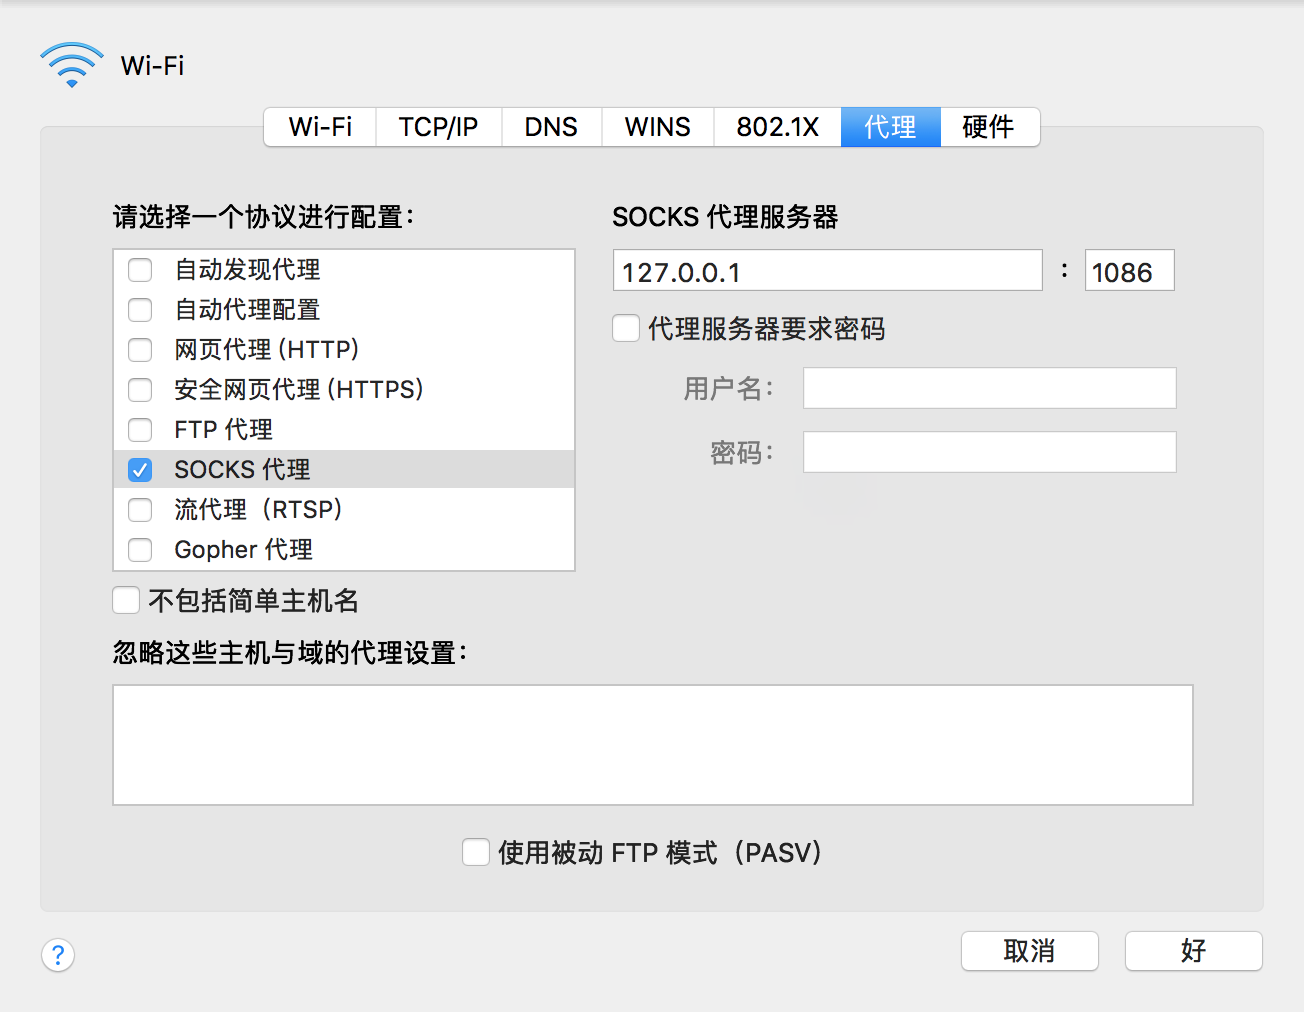 Wi-Fi
Wi-Fi TCP/IP DNS WINS 802.1X 代理 硬件
请选择一个协议进行配置：
自动发现代理
自动代理配置
网页代理 (HTTP)
安全网页代理 (HTTPS)
FTP 代理
SOCKS 代理
流代理（RTSP）
Gopher 代理
不包括简单主机名
SOCKS 代理服务器
127.0.0.1 : 1086
代理服务器要求密码
用户名：
密码：
忽略这些主机与域的代理设置：
使用被动 FTP 模式（PASV）
? 取消 好